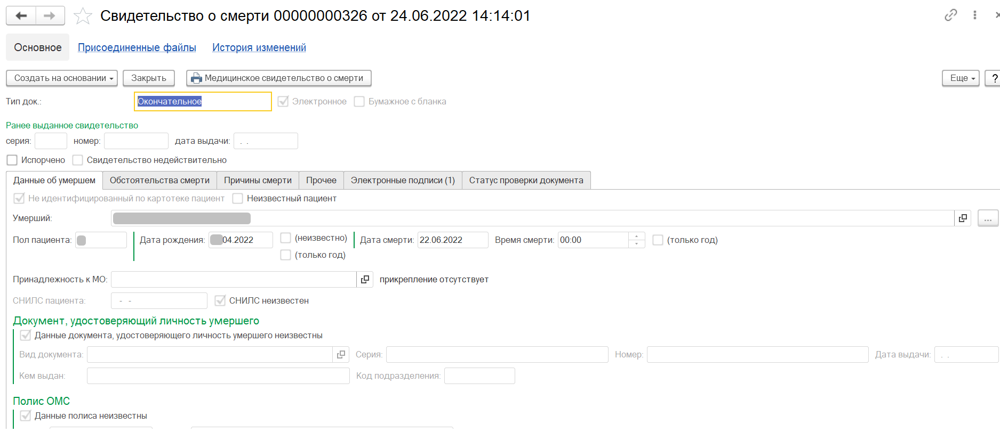 Свидетельство о смерти 00000000326 от 24.06.2022 14:14:01
Основное Присоединенные файлы История изменений
Создать на основании Закрыть Медицинское свидетельство о смерти Еще ?
Тип док.: Окончательное Электронное Бумажное с бланка
Ранее выданное свидетельство
серия: номер: дата выдачи: . .
Испорчено Свидетельство недействительно
Данные об умершем Обстоятельства смерти Причины смерти Прочее Электронные подписи (1) Статус проверки документа
Не идентифицированный по картотеке пациент Неизвестный пациент
Умерший: ...
Пол пациента: Дата рождения: 04.2022 (неизвестно) Дата смерти: 22.06.2022 Время смерти: 00:00 (только год)
(только год)
Принадлежность к МО: прикрепление отсутствует
СНИЛС пациента: - - СНИЛС неизвестен
Документ, удостоверяющий личность умершего
Данные документа, удостоверяющего личность умершего неизвестны
Вид документа: Серия: Номер: Дата выдачи: . .
Кем выдан: Код подразделения:
Полис ОМС
Данные полиса неизвестны